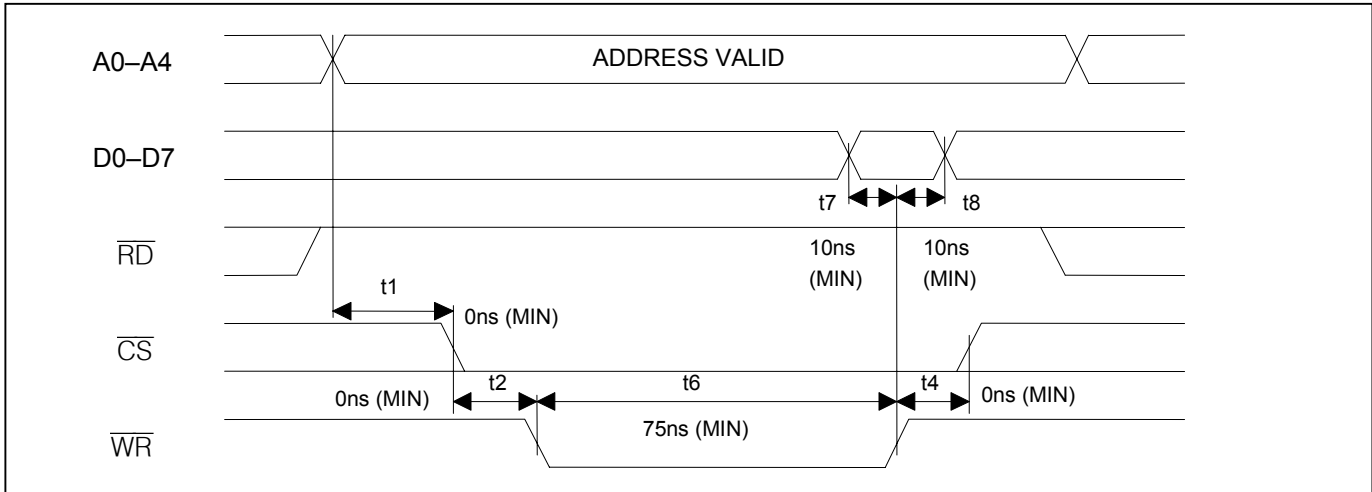 A0–A4
ADDRESS VALID
D0–D7
t7
t8
RD
10ns
(MIN)
10ns
(MIN)
t1
0ns (MIN)
CS
t2
t6
t4
0ns (MIN)
0ns (MIN)
75ns (MIN)
WR